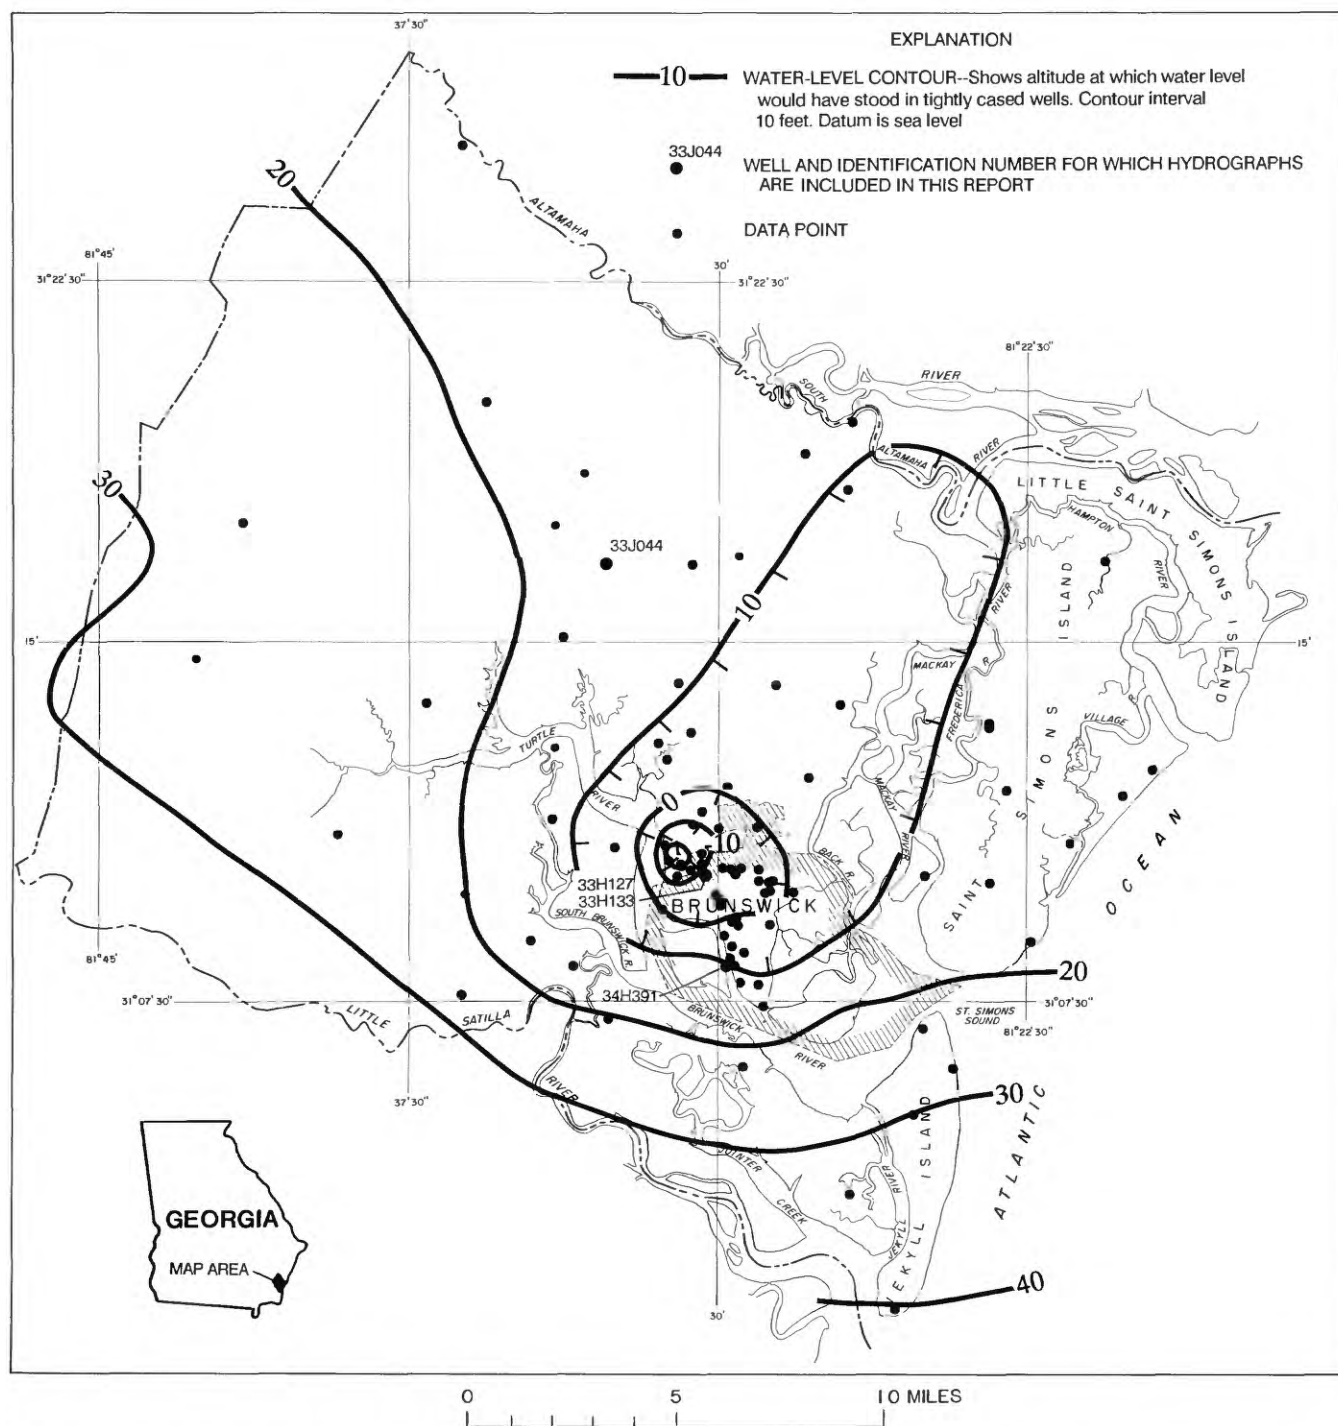 37'30"
EXPLANATION
10 WATER-LEVEL CONTOUR--Shows altitude at which water level
would have stood in tightly cased wells. Contour interval
10 feet. Datum is sea level
33J044
WELL AND IDENTIFICATION NUMBER FOR WHICH HYDROGRAPHS
ARE INCLUDED IN THIS REPORT
DATA POINT
20
ALTAMAHA
81°45'
31°22'30"
30'
31°22'30"
81°22'30"
SOUTH
RIVER
ALTAMAHA
RIVER
LITTLE SAINT SIMONS ISLAND
HAMPTON
RIVER
30
33J044
10
ISLAND
RIVER
15'
15'
MACKAY
R.
FREDERICA
VILLAGE
R.
TURTLE
RIVER
SIMONS
MACKAY
RIVER
0
-10
BACK R.
OCEAN
33H127
33H133
BRUNSWICK
SAINT
SOUTH BRUNSWICK R.
81°45'
31°07'30"
34H391
20
LITTLE
SATILLA
RIVER
BRUNSWICK
RIVER
ST. SIMONS
SOUND
31°07'30"
81°22'30"
37'30"
30
ATLANTIC
JOINTER
CREEK
JEKYLL
RIVER
JEKYLL ISLAND
GEORGIA
MAP AREA
40
30'
0 5 10 MILES